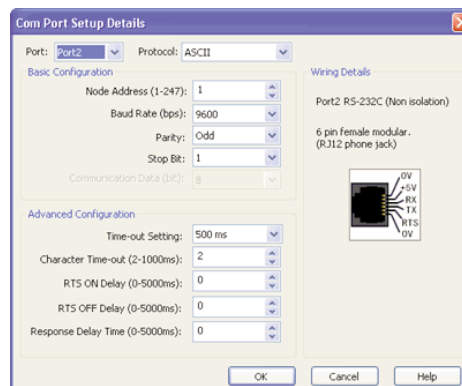 Com Port Setup Details
Port: Port2 Protocol: ASCII
Basic Configuration
Node Address (1-247): 1
Baud Rate (bps): 9600
Parity: Odd
Stop Bit: 1
Communication Data (bit): 8
Advanced Configuration
Time-out Setting: 500 ms
Character Time-out (2-1000ms): 2
RTS ON Delay (0-5000ms): 0
RTS OFF Delay (0-5000ms): 0
Response Delay Time (0-5000ms): 0
Wiring Details
Port2 RS-232C (Non isolation)
6 pin female modular.
(RJ12 phone jack)
0V
+5V
RX
TX
RTS
0V
OK Cancel Help